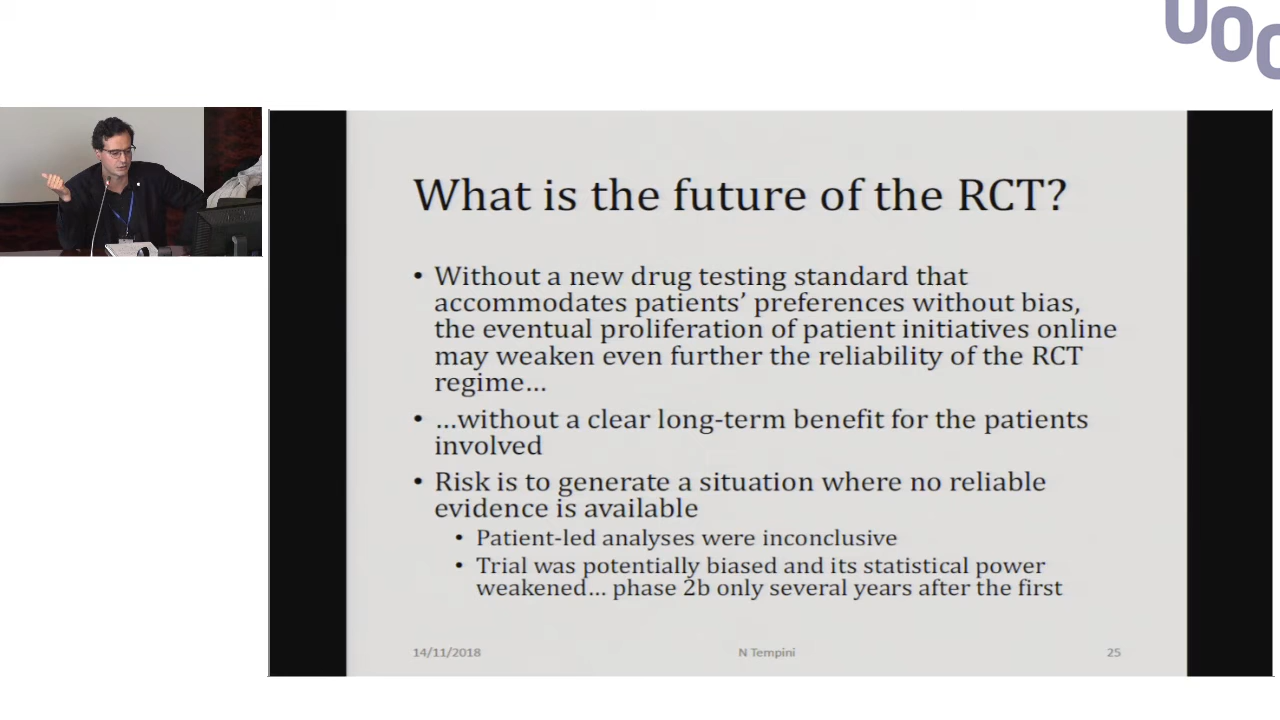 UOC
What is the future of the RCT?
• Without a new drug testing standard that
accommodates patients’ preferences without bias,
the eventual proliferation of patient initiatives online
may weaken even further the reliability of the RCT
regime…
• …without a clear long-term benefit for the patients
involved
• Risk is to generate a situation where no reliable
evidence is available
• Patient-led analyses were inconclusive
• Trial was potentially biased and its statistical power
weakened… phase 2b only several years after the first
14/11/2018
N Tempini
25